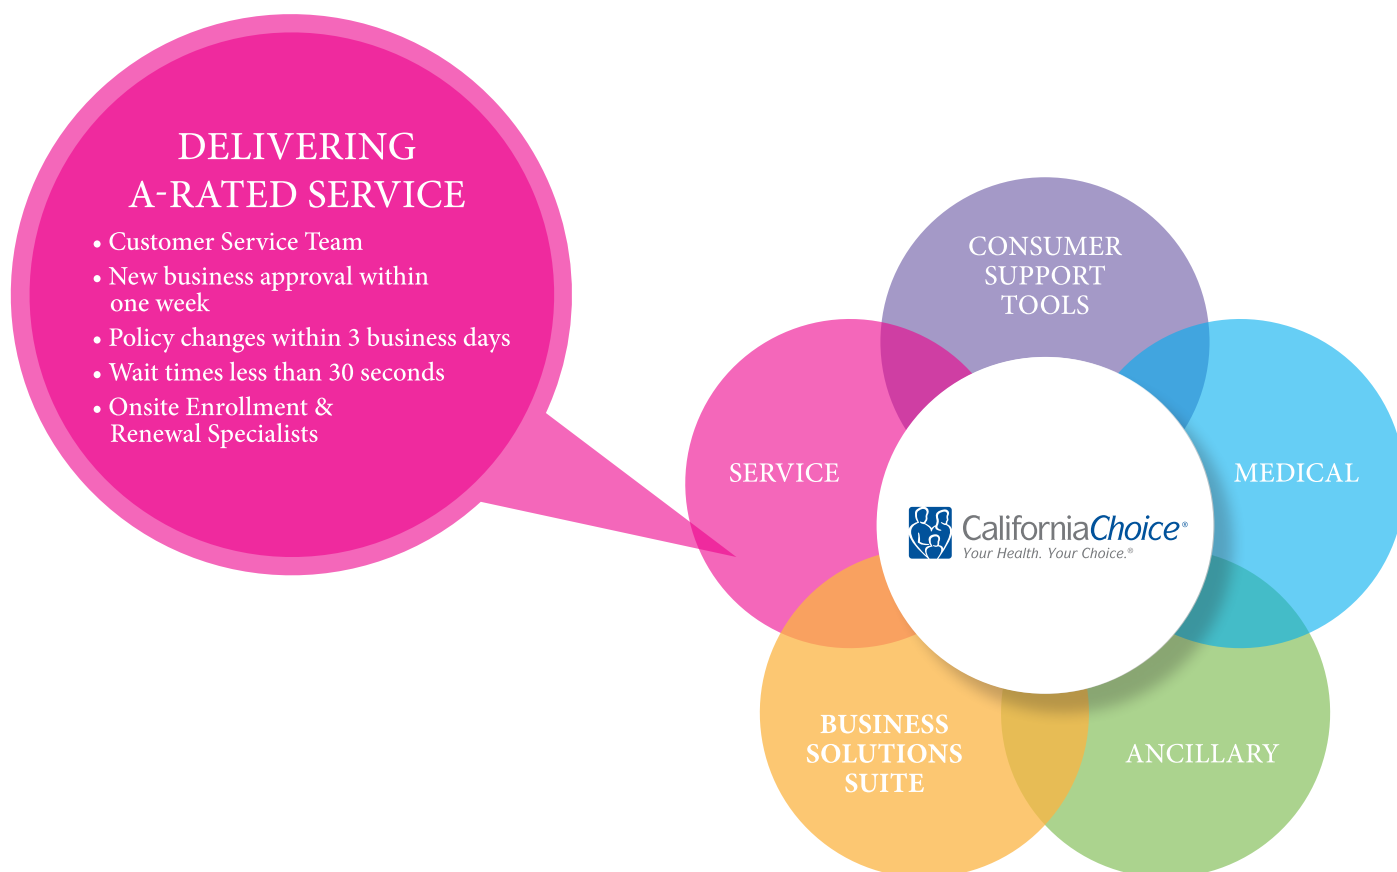 DELIVERING
A-RATED SERVICE
• Customer Service Team
• New business approval within
one week
• Policy changes within 3 business days
• Wait times less than 30 seconds
• Onsite Enrollment &
Renewal Specialists
CONSUMER
SUPPORT
TOOLS
SERVICE
MEDICAL
CaliforniaChoice®
Your Health. Your Choice.®
BUSINESS
SOLUTIONS
SUITE
ANCILLARY